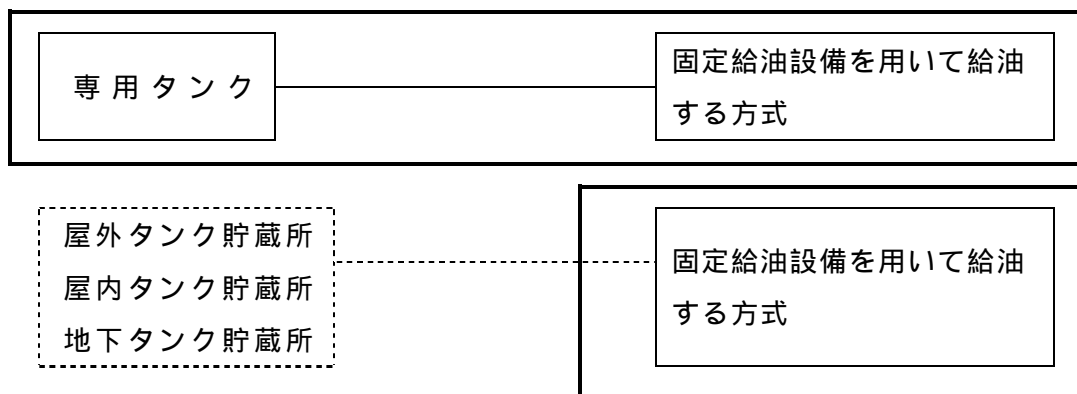 専用タンク
固定給油設備を用いて給油
する方式
屋外タンク貯蔵所
屋内タンク貯蔵所
地下タンク貯蔵所
固定給油設備を用いて給油
する方式